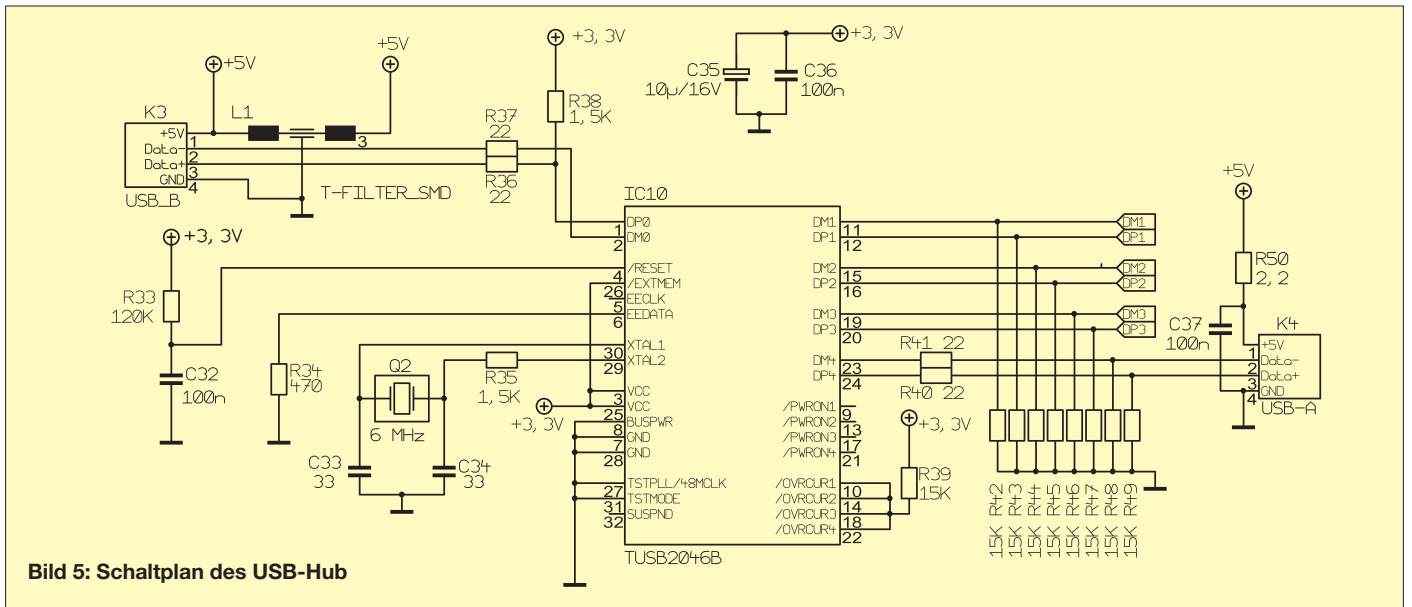 +5V
+5V
+3, 3V
+3, 3V
K3
L1
+5V
1
Data-
2
Data+
3
GND
4
USB_B
3
T-FILTER_SMD
R37
22
R36
22
R38
1, 5K
C35
10µ/16V
C36
100n
+3, 3V
R33
120K
C32
100n
R34
470
Q2
6 MHz
R35
1, 5K
C33
33
C34
33
+3, 3V
IC10
DP0
1
DM0
2
/RESET
4
/EXTMEM
26
EECLK
5
EEDATA
6
XTAL1
30
XTAL2
29
VCC
3
VCC
25
BUSPWR
8
GND
7
GND
28
TSTPLL/48MCLK
27
TSTMODE
31
SUSPND
32
DM1
11
DP1
12
DM2
15
DP2
16
DM3
19
DP3
20
DM4
23
DP4
24
/PWRON1
9
/PWRON2
13
/PWRON3
17
/PWRON4
21
/OVRCUR1
10
/OVRCUR2
14
/OVRCUR3
18
/OVRCUR4
22
TUSB2046B
DM1
DP1
DM2
DP2
DM3
DP3
R41 22
R40 22
+3, 3V
R39
15K
+5V
R50
2, 2
C37
100n
K4
+5V
1
Data-
2
Data+
3
GND
4
USB-A
15K R42
15K R43
15K R44
15K R45
15K R46
15K R47
15K R48
15K R49
Bild 5: Schaltplan des USB-Hub